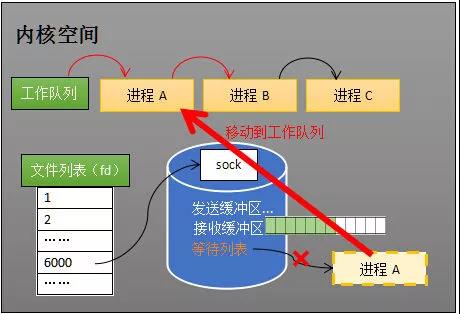 内核空间
工作队列
进程 A
进程 B
进程 C
移动到工作队列
文件列表（fd）
1
2
……
6000
……
sock
发送缓冲区...
接收缓冲区
等待列表
进程 A